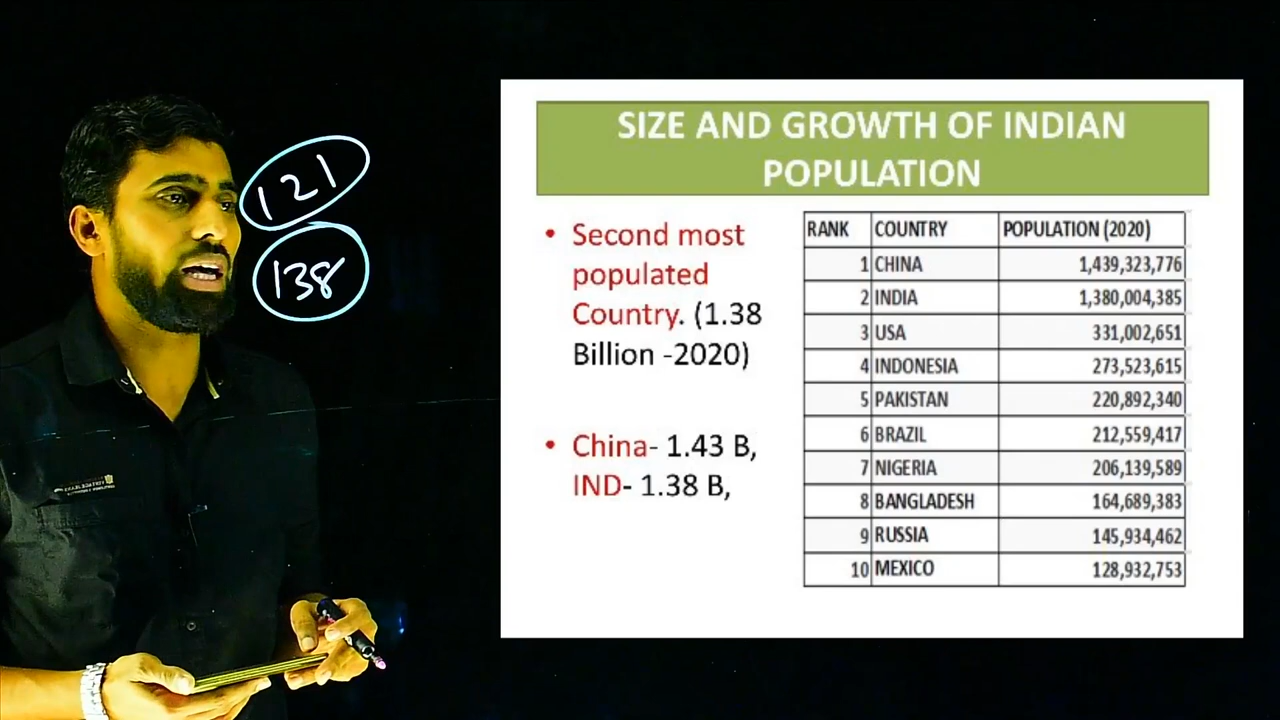 121
138
SIZE AND GROWTH OF INDIAN
POPULATION
• Second most
populated
Country. (1.38
Billion -2020)
• China- 1.43 B,
IND- 1.38 B,
RANK COUNTRY POPULATION (2020)
1 CHINA 1,439,323,776
2 INDIA 1,380,004,385
3 USA 331,002,651
4 INDONESIA 273,523,615
5 PAKISTAN 220,892,340
6 BRAZIL 212,559,417
7 NIGERIA 206,139,589
8 BANGLADESH 164,689,383
9 RUSSIA 145,934,462
10 MEXICO 128,932,753